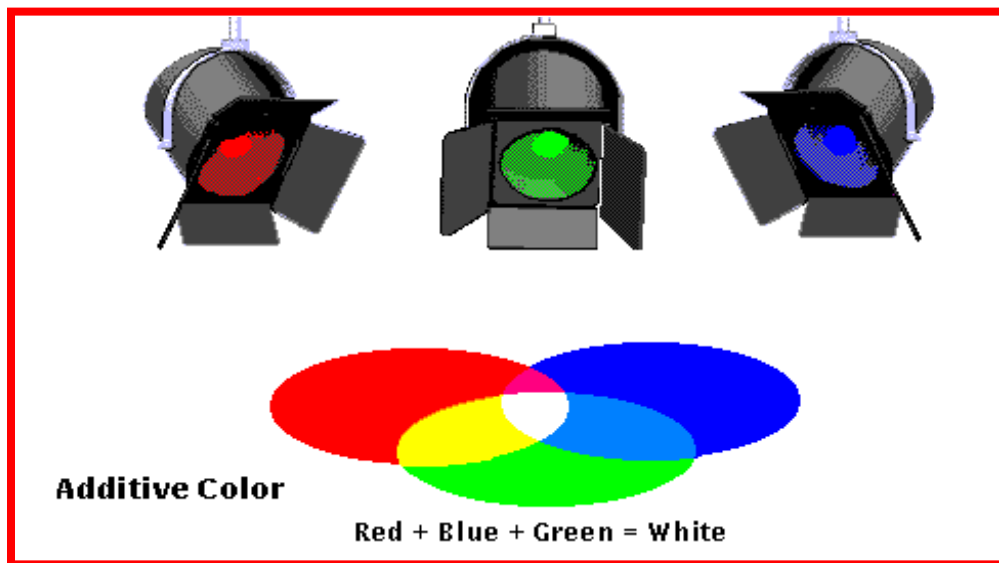 Additive Color
Red + Blue + Green = White